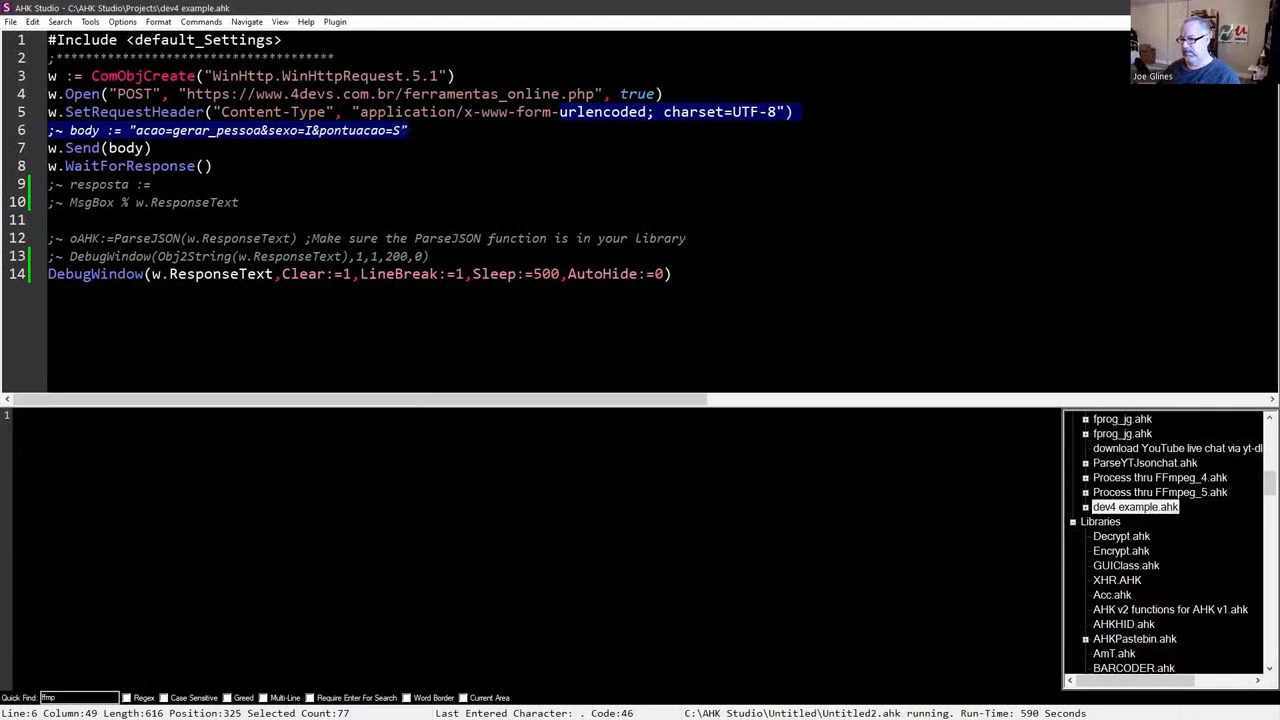 AHK Studio - C:\AHK Studio\Projects\dev4 example.ahk
File Edit Search Tools Options Format Commands Navigate View Help Plugin
1 #Include <default_Settings>
2 ;*************************************
3 w := ComObjCreate("WinHttp.WinHttpRequest.5.1")
4 w.Open("POST", "https://www.4devs.com.br/ferramentas_online.php", true)
5 w.SetRequestHeader("Content-Type", "application/x-www-form-urlencoded; charset=UTF-8")
6 ;~ body := "acao=gerar_pessoa&sexo=I&pontuacao=S"
7 w.Send(body)
8 w.WaitForResponse()
9 ;~ resposta :=
10 ;~ MsgBox % w.ResponseText
11
12 ;~ oAHK:=ParseJSON(w.ResponseText) ;Make sure the ParseJSON function is in your library
13 ;~ DebugWindow(Obj2String(w.ResponseText),1,1,200,0)
14 DebugWindow(w.ResponseText,Clear:=1,LineBreak:=1,Sleep:=500,AutoHide:=0)
Joe Glines
1
fprog_jg.ahk
fprog_jg.ahk
download YouTube live chat via yt-dl
ParseYTJsonchat.ahk
Process thru FFmpeg_4.ahk
Process thru FFmpeg_5.ahk
dev4 example.ahk
Libraries
Decrypt.ahk
Encrypt.ahk
GUIClass.ahk
XHR.AHK
Acc.ahk
AHK v2 functions for AHK v1.ahk
AHKHID.ahk
AHKPastebin.ahk
AmT.ahk
BARCODER.ahk
Quick Find: ffmp Regex Case Sensitive Greed Multi-Line Require Enter For Search Word Border Current Area
Line:6 Column:49 Length:616 Position:325 Selected Count:77 Last Entered Character: . Code:46 C:\AHK Studio\Untitled\Untitled2.ahk running. Run-Time: 590 Seconds